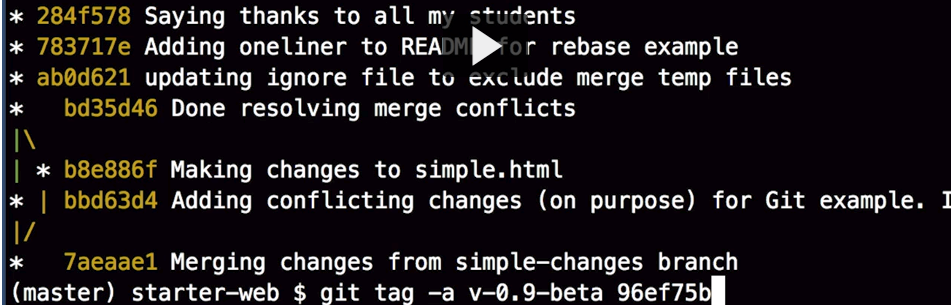 * 284f578 Saying thanks to all my students
* 783717e Adding oneliner to README for rebase example
* ab0d621 updating ignore file to exclude merge temp files
*   bd35d46 Done resolving merge conflicts
|\
| * b8e886f Making changes to simple.html
* | bbd63d4 Adding conflicting changes (on purpose) for Git example. I
|/
*   7aeaae1 Merging changes from simple-changes branch
(master) starter-web $ git tag -a v-0.9-beta 96ef75b